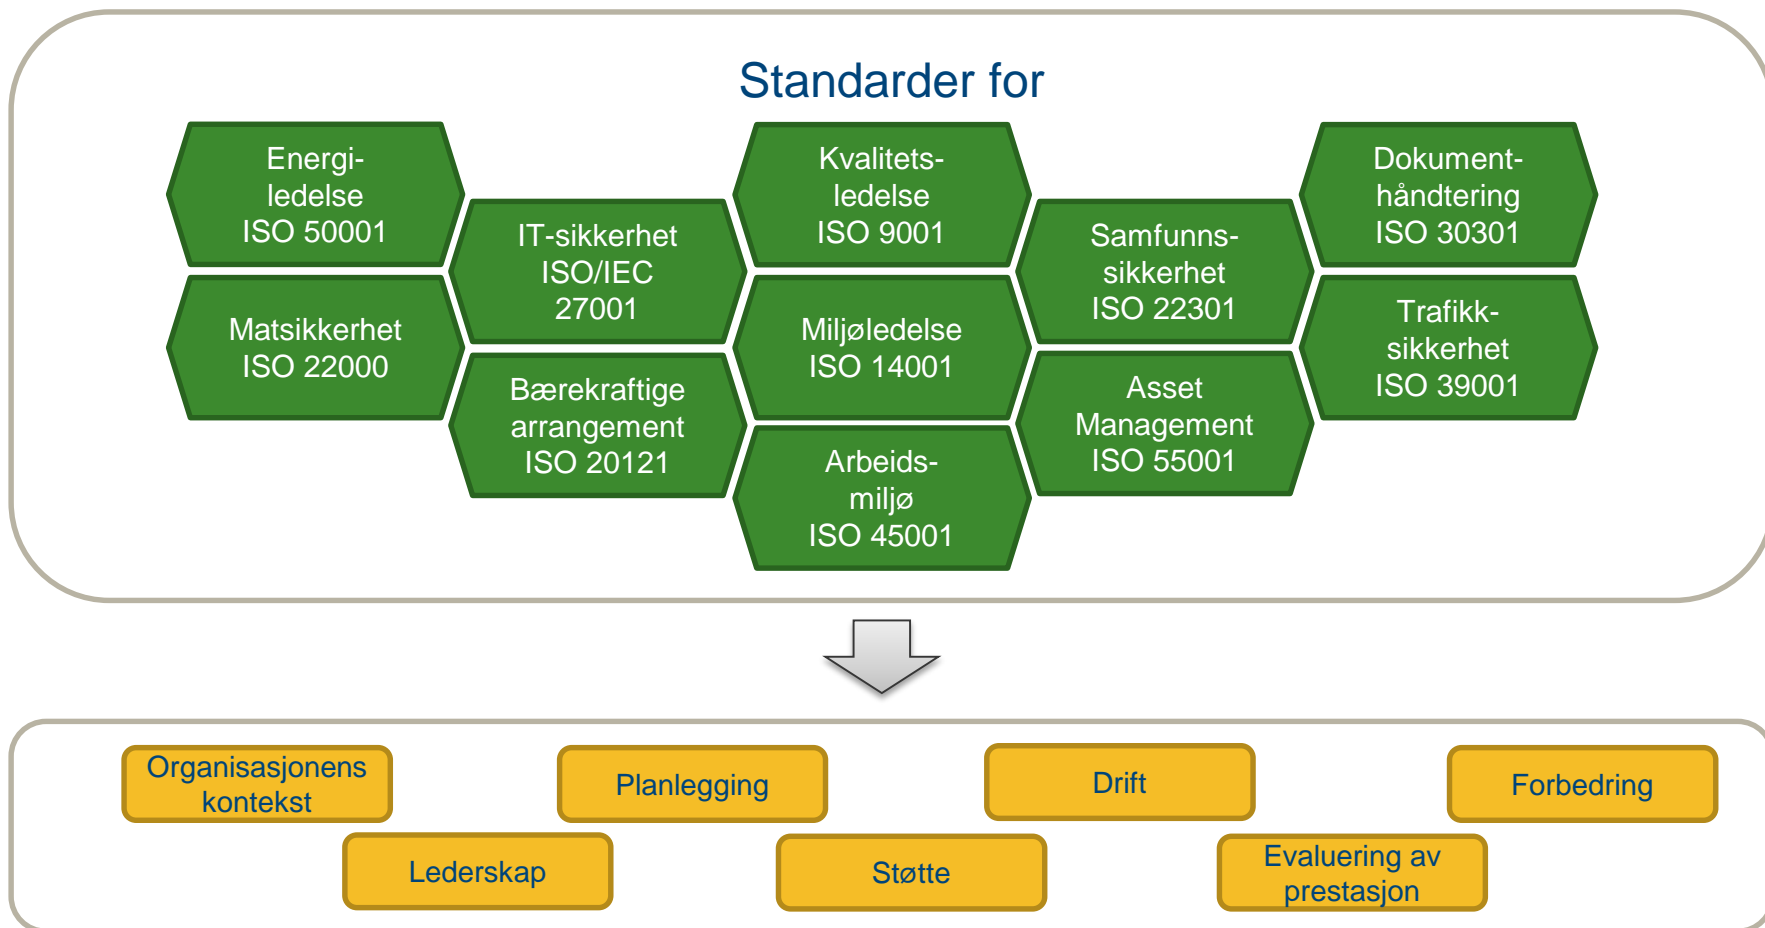 Standarder for
Energi-
ledelse
ISO 50001
Matsikkerhet
ISO 22000
IT-sikkerhet
ISO/IEC
27001
Bærekraftige
arrangement
ISO 20121
Kvalitets-
ledelse
ISO 9001
Miljøledelse
ISO 14001
Arbeids-
miljø
ISO 45001
Samfunns-
sikkerhet
ISO 22301
Asset
Management
ISO 55001
Dokument-
håndtering
ISO 30301
Trafikk-
sikkerhet
ISO 39001
Organisasjonens
kontekst
Lederskap
Planlegging
Støtte
Drift
Evaluering av
prestasjon
Forbedring